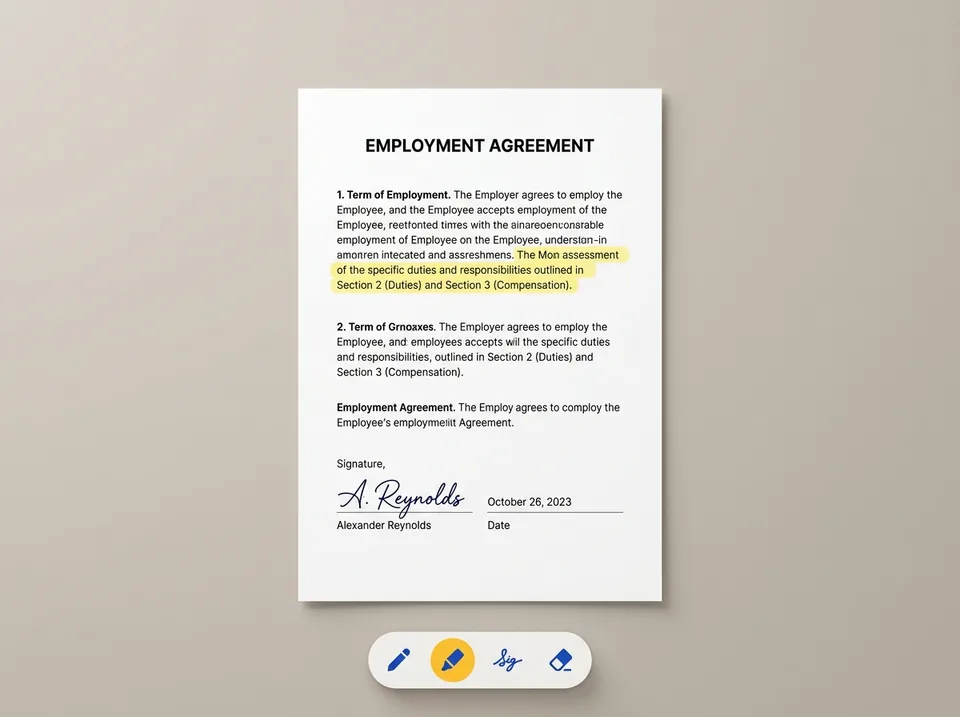 EMPLOYMENT AGREEMENT
1. Term of Employment. The Employer agrees to employ the
Employee, and the Employee accepts employment of the
Employee, times with the
employment of Employee on the Employee, understan-in
amorren intecated and assreshmens. The Mon assessment
of the specific duties and responsibilities outlined in
Section 2 (Duties) and Section 3 (Compensation).
2. Term of Grnoaxes. The Employer agrees to employ the
Employee, and employees accepts will the specific duties
and responsibilities, outlined in Section 2 (Duties) and
Section 3 (Compensation).
Employment Agreement. The Employ agrees to comploy the
Employee's Agreement.
Signature,
A. Reynolds
October 26, 2023
Alexander Reynolds
Date
Sig